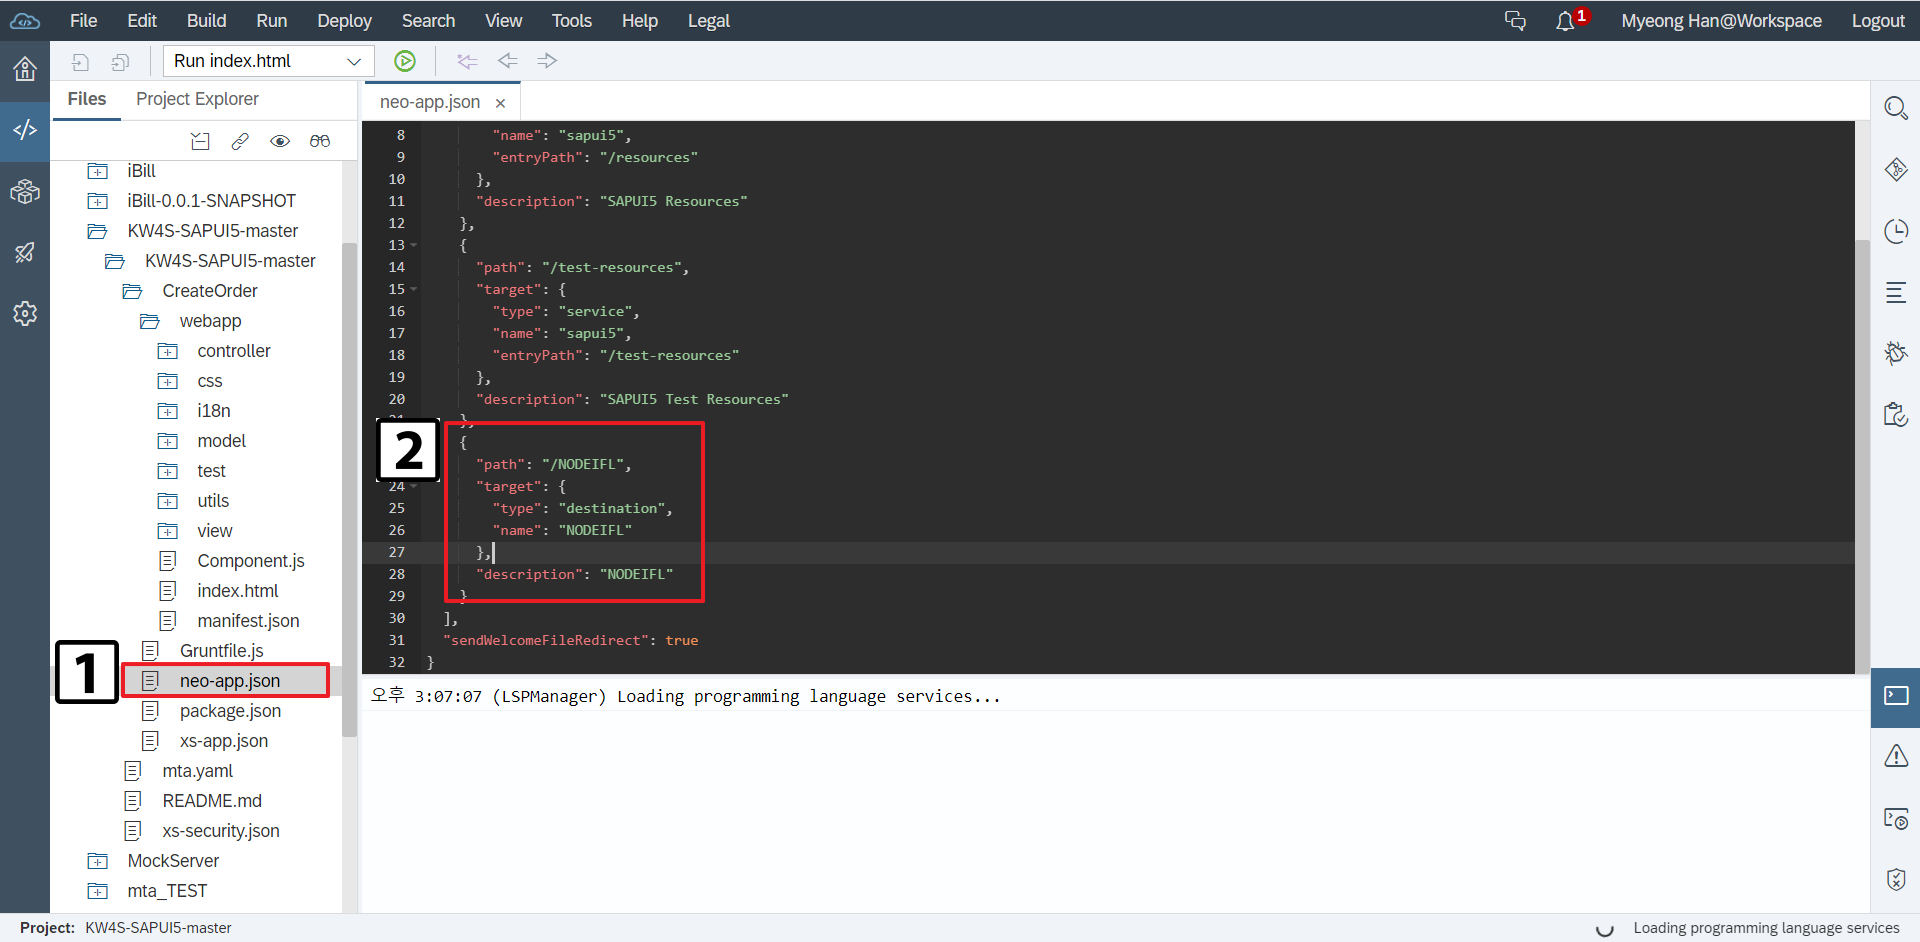 File Edit Build Run Deploy Search View Tools Help Legal 1 Myeong Han@Workspace Logout
Run index.html
Files Project Explorer
iBill
iBill-0.0.1-SNAPSHOT
KW4S-SAPUI5-master
KW4S-SAPUI5-master
CreateOrder
webapp
controller
css
i18n
model
test
utils
view
Component.js
index.html
manifest.json
Gruntfile.js
1
neo-app.json
package.json
xs-app.json
mta.yaml
README.md
xs-security.json
MockServer
mta_TEST
neo-app.json ×
8 "name": "sapui5",
9 "entryPath": "/resources"
10 },
11 "description": "SAPUI5 Resources"
12 },
13 {
14 "path": "/test-resources",
15 "target": {
16 "type": "service",
17 "name": "sapui5",
18 "entryPath": "/test-resources"
19 },
20 "description": "SAPUI5 Test Resources"
21 },
2
{
"path": "/NODEIFL",
24 "target": {
25 "type": "destination",
26 "name": "NODEIFL"
27 },
28 "description": "NODEIFL"
29 }
30 ],
31 "sendWelcomeFileRedirect": true
32 }
오후 3:07:07 (LSPManager) Loading programming language services...
Project: KW4S-SAPUI5-master
Loading programming language services